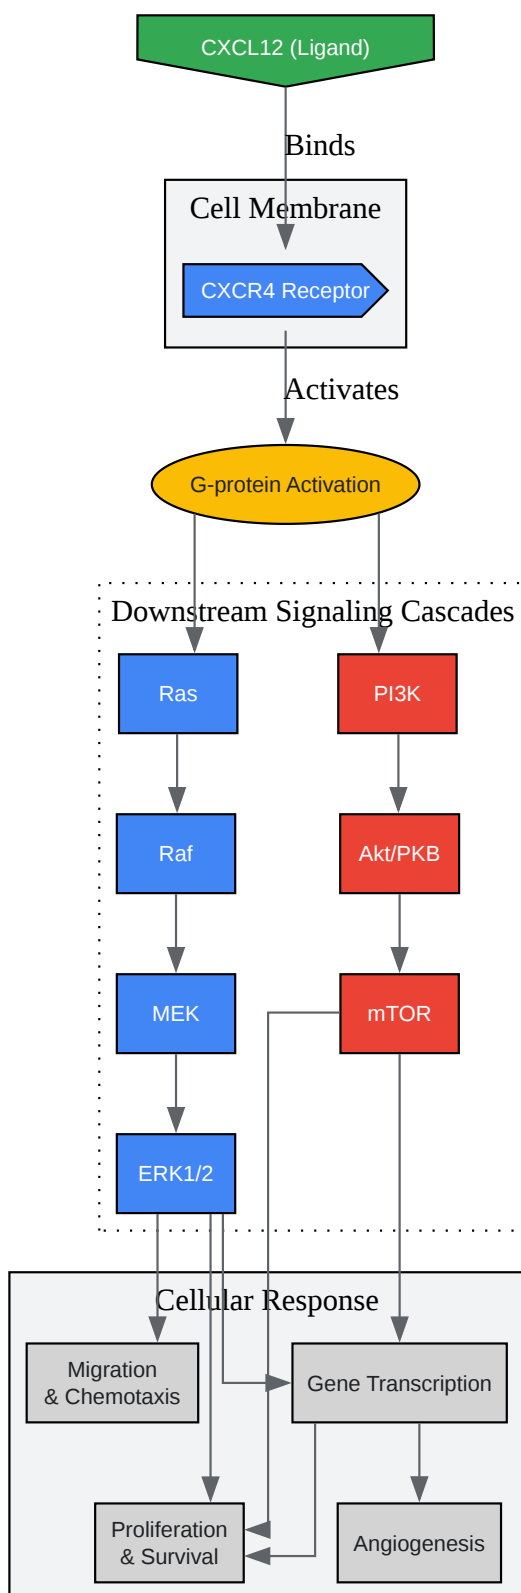 CXCL12 (Ligand)
Binds
Cell Membrane
CXCR4 Receptor
Activates
G-protein Activation
Downstream Signaling Cascades
Ras
PI3K
Raf
Akt/PKB
MEK
mTOR
ERK1/2
Cellular Response
Migration
& Chemotaxis
Gene Transcription
Proliferation
& Survival
Angiogenesis